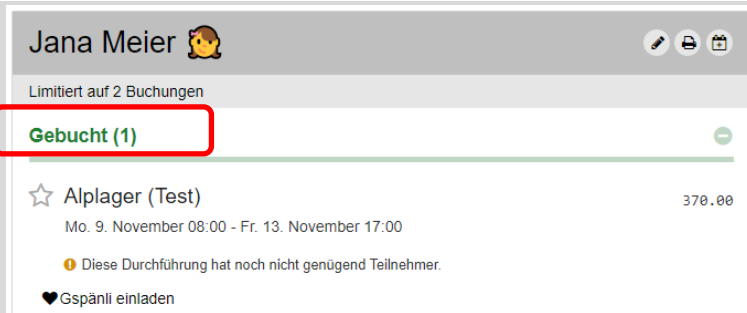 Jana Meier
Limitiert auf 2 Buchungen
Gebucht (1)
Alplager (Test) 370.00
Mo. 9. November 08:00 - Fr. 13. November 17:00
Diese Durchführung hat noch nicht genügend Teilnehmer.
Gspänli einladen